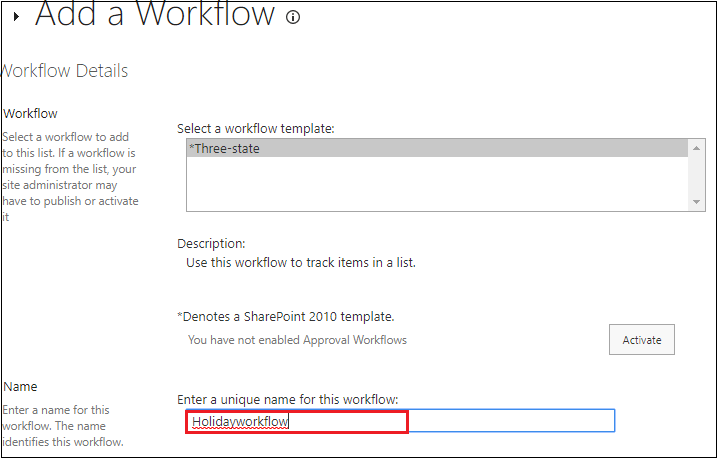 Add a Workflow
Workflow Details
Workflow
Select a workflow to add
to this list. If a workflow is
missing from the list, your
site administrator may
have to publish or activate
it
Select a workflow template:
*Three-state
Description:
Use this workflow to track items in a list.
*Denotes a SharePoint 2010 template.
You have not enabled Approval Workflows
Activate
Name
Enter a name for this
workflow. The name
identifies this workflow.
Enter a unique name for this workflow:
Holidayworkflow